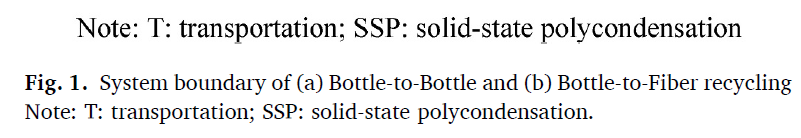 Note: T: transportation; SSP: solid-state polycondensation
Fig. 1. System boundary of (a) Bottle-to-Bottle and (b) Bottle-to-Fiber recycling
Note: T: transportation; SSP: solid-state polycondensation.